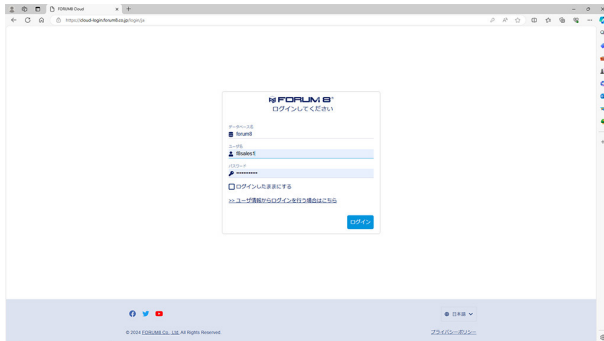 FORUM8 Cloud
https://cloud-login.forum8.co.jp/login/ja
FORUM 8
ログインしてください
データベース名
forum8
ユーザ名
f8sales1
パスワード
ログインしたままにする
>> ユーザ情報からログインを行う場合はこちら
ログイン
日本語
© 2024 FORUM8 Co., Ltd. All Rights Reserved.
プライバシーポリシー